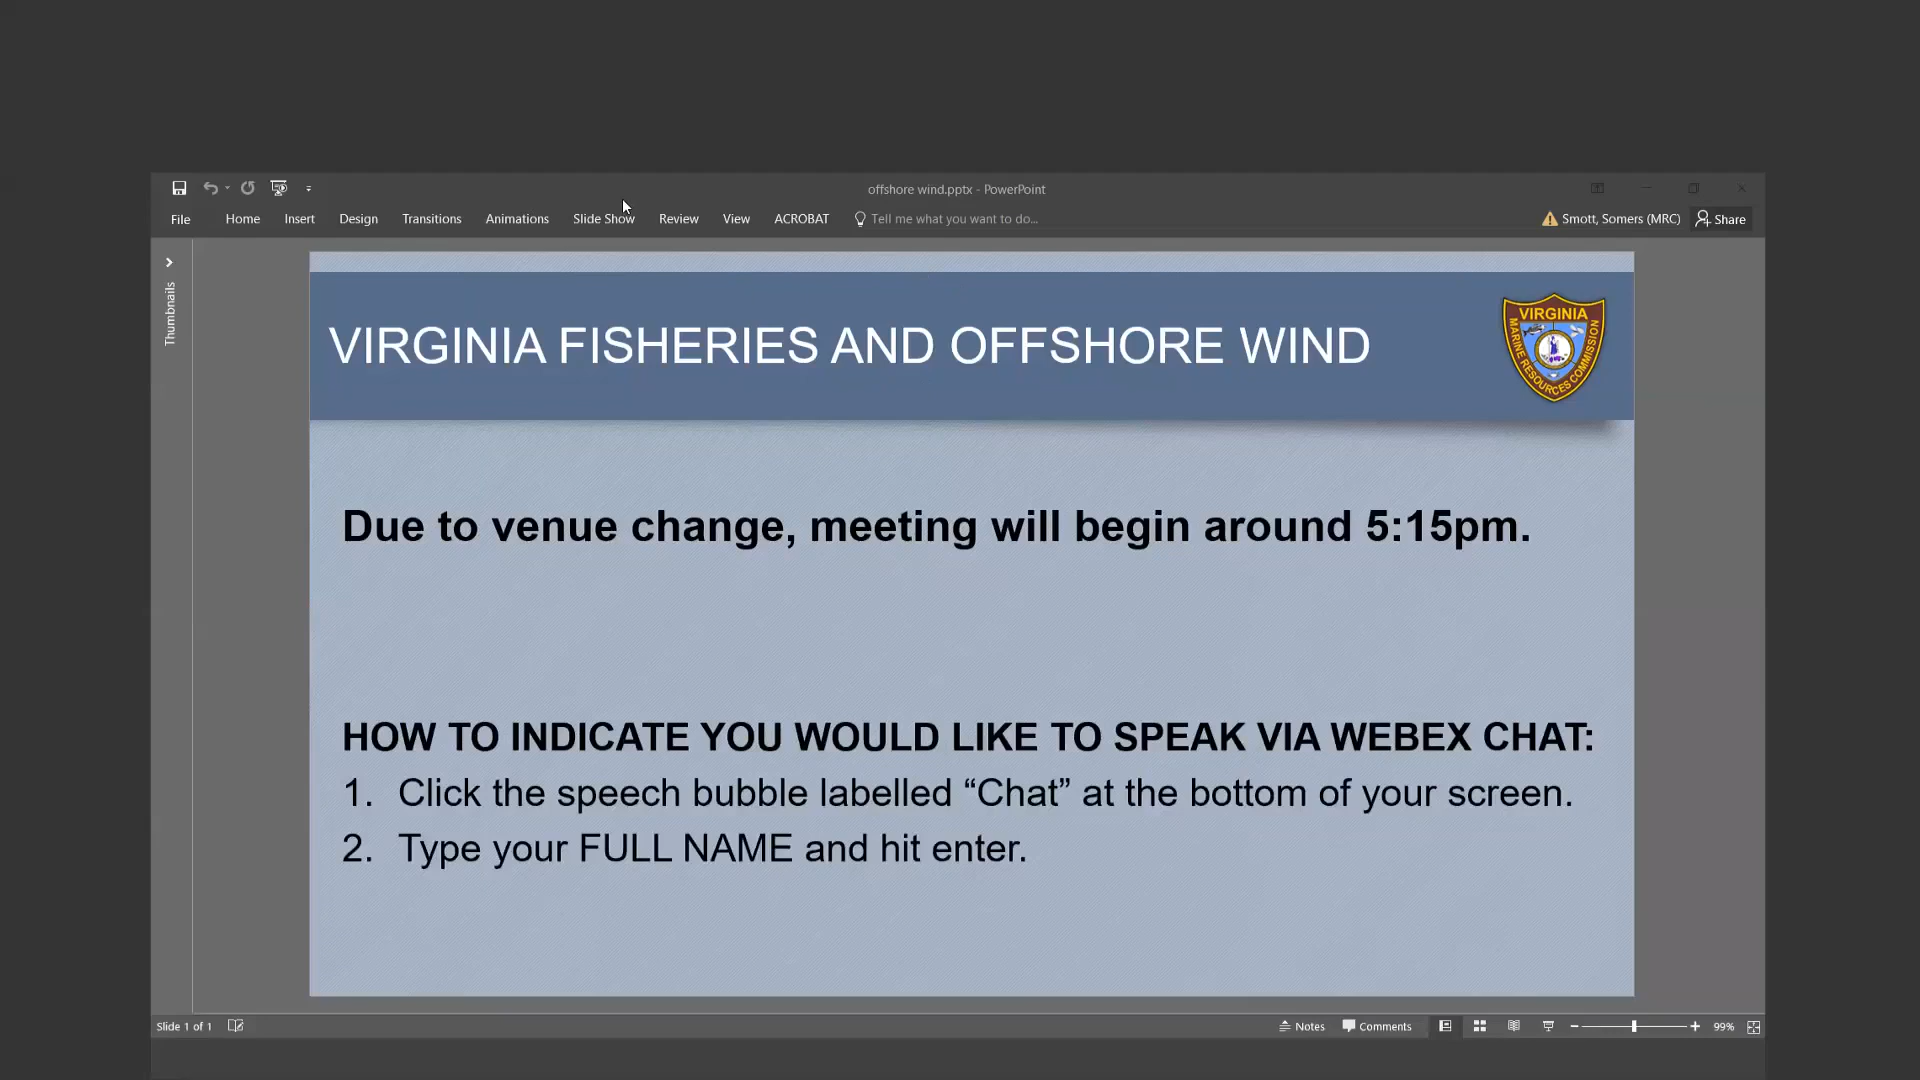 offshore wind.pptx - PowerPoint
File Home Insert Design Transitions Animations Slide Show Review View ACROBAT Tell me what you want to do... Smott, Somers (MRC) Share
Thumbnails
VIRGINIA FISHERIES AND OFFSHORE WIND
VIRGINIA
MARINE RESOURCES COMMISSION
Due to venue change, meeting will begin around 5:15pm.
HOW TO INDICATE YOU WOULD LIKE TO SPEAK VIA WEBEX CHAT:
1. Click the speech bubble labelled “Chat” at the bottom of your screen.
2. Type your FULL NAME and hit enter.
Slide 1 of 1 Notes Comments 99%